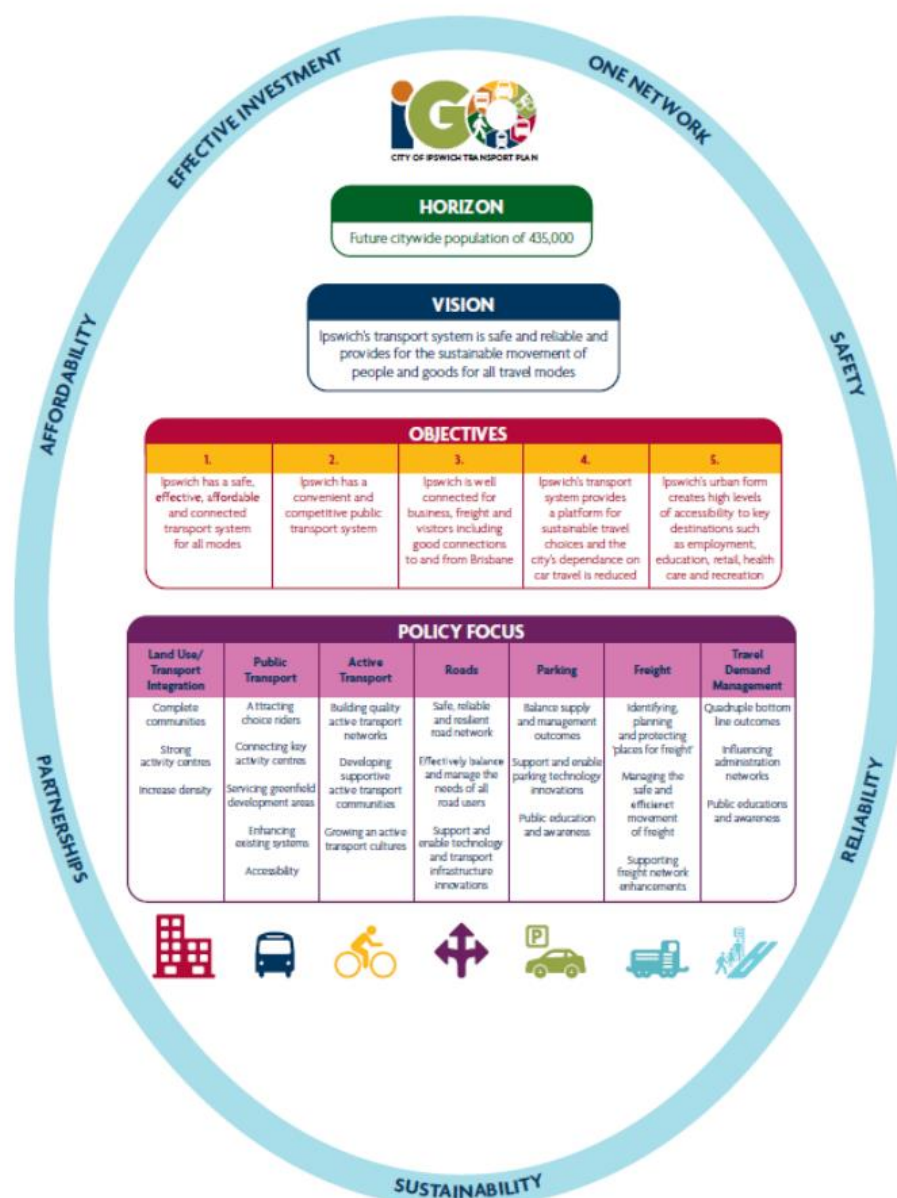 EFFECTIVE INVESTMENT
ONE NETWORK
iGO
CITY OF IPSWICH TRANSPORT PLAN
HORIZON
Future citywide population of 435,000
VISION
Ipswich's transport system is safe and reliable and
provides for the sustainable movement of
people and goods for all travel modes
AFFORDABILITY
SAFETY
OBJECTIVES
1.
Ipswich has a safe,
effective, affordable
and connected
transport system
for all modes
2.
Ipswich has a
convenient and
competitive public
transport system
3.
Ipswich is well
connected for
business, freight and
visitors including
good connections
to and from Brisbane
4.
Ipswich's transport
system provides
a platform for
sustainable travel
choices and the
city's dependance on
car travel is reduced
5.
Ipswich's urban form
creates high levels
of accessibility to key
destinations such
as employment,
education, retail, health
care and recreation
POLICY FOCUS
Land Use/
Transport
Integration
Complete
communities
Strong
activity centres
Increase density
Public
Transport
Attracting
choice riders
Connecting key
activity centres
Servicing greenfield
development areas
Enhancing
existing systems
Accessibility
Active
Transport
Building quality
active transport
networks
Developing
supportive
active transport
communities
Growing an active
transport cultures
Roads
Safe, reliable
and resilient
road network
Effectively balance
and manage the
needs of all
road users
Support and
enable technology
and transport
infrastructure
innovations
Parking
Balance supply
and management
outcomes
Support and enable
parking technology
innovations
Public education
and awareness
Freight
Identifying,
planning
and protecting
'places for freight'
Managing the
safe and
efficient
movement
of freight
Supporting
freight network
enhancements
Travel
Demand
Management
Quadruple bottom
line outcomes
Influencing
administration
networks
Public educations
and awareness
P
PARTNERSHIPS
RELIABILITY
SUSTAINABILITY